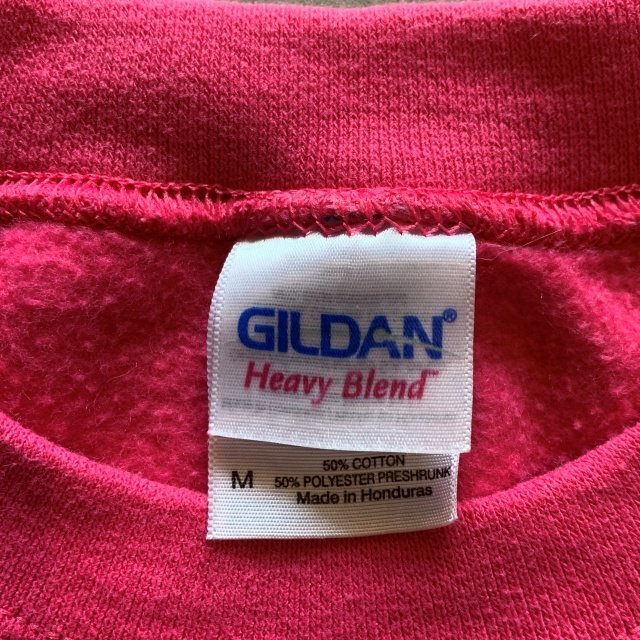 GILDAN®
Heavy Blend™
M
50% COTTON
50% POLYESTER PRESHRUNK
Made in Honduras